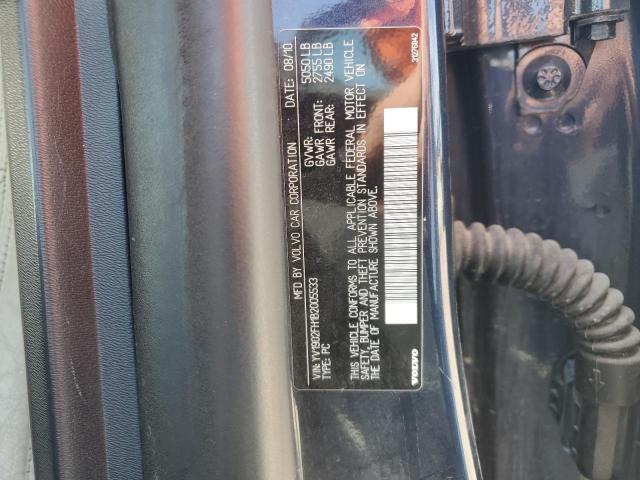 MFD BY VOLVO CAR CORPORATION DATE: 08/10
GVWR: 5050 LB
GAWR FRONT: 2755 LB
GAWR REAR: 2490 LB
VIN: YV1902FH1B2005533
TYPE: PC
THIS VEHICLE CONFORMS TO ALL APPLICABLE FEDERAL MOTOR VEHICLE
SAFETY, BUMPER AND THEFT PREVENTION STANDARDS IN EFFECT ON
THE DATE OF MANUFACTURE SHOWN ABOVE.
VOLVO
31276942